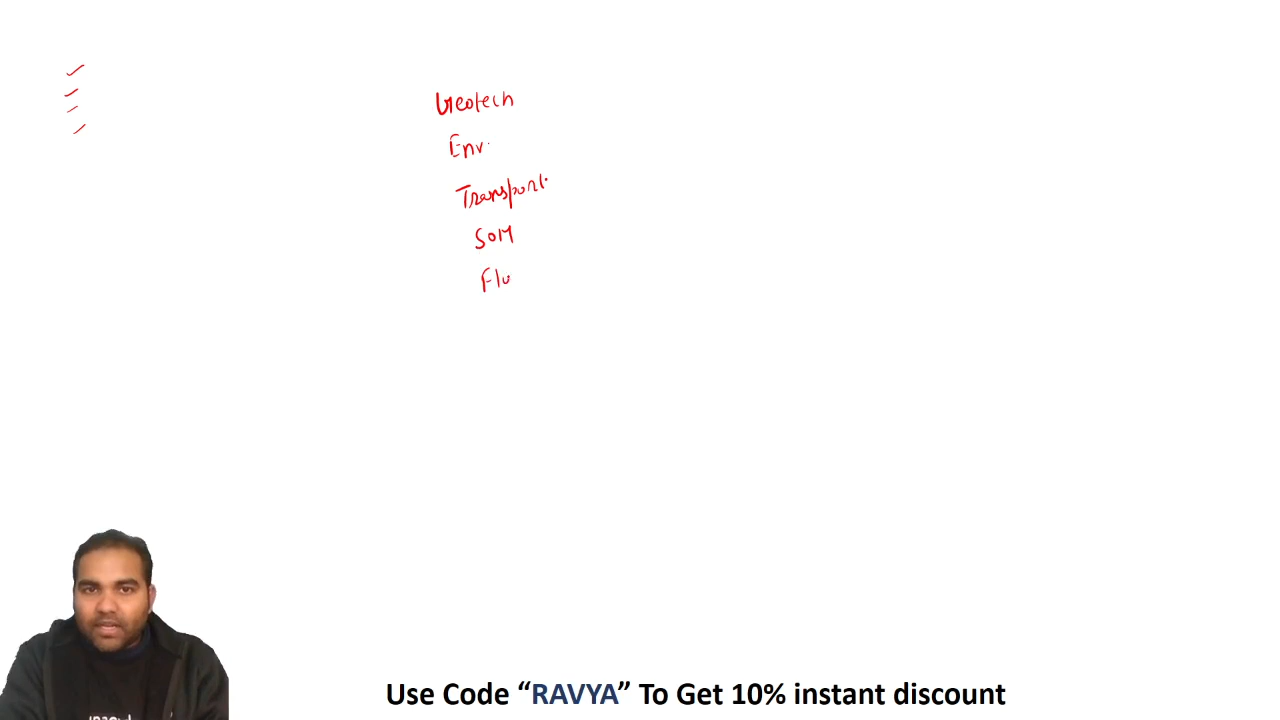 Geotech
Env.
Transport.
SOM
Flu
Use Code “RAVYA” To Get 10% instant discount